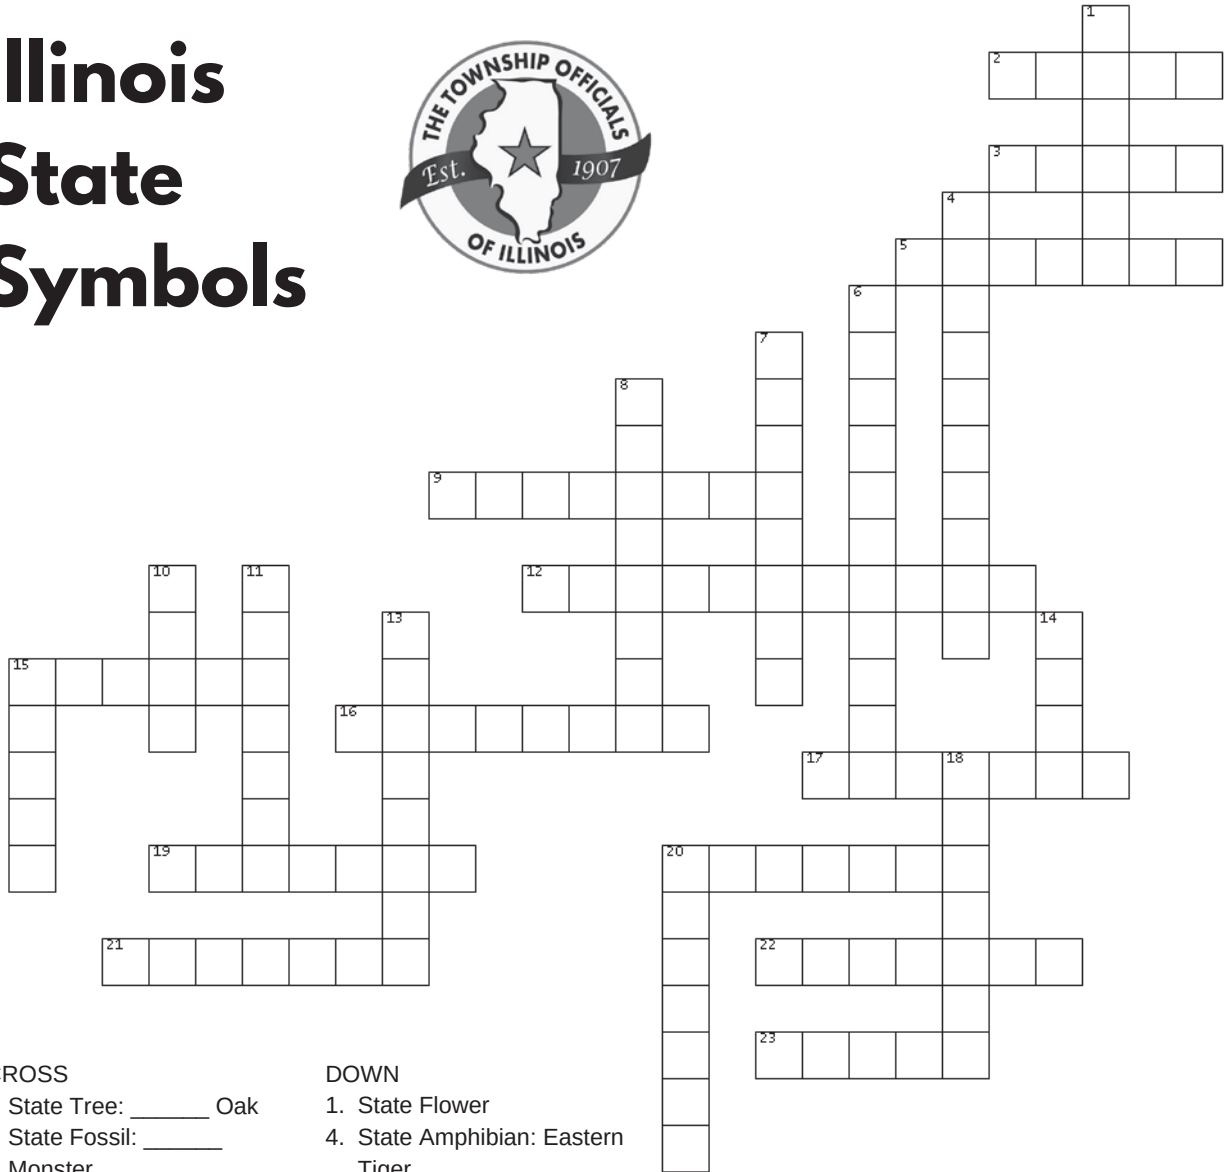 Illinois
State
Symbols
THE TOWNSHIP OFFICIALS
Est. 1907
OF ILLINOIS
1
2
3
4
5
6
7
8
9
10
11
12
13
14
15
16
17
18
19
20
21
22
23
ROSS
State Tree: ______ Oak
State Fossil: ______
Monster
DOWN
1. State Flower
4. State Amphibian: Eastern
Tiger